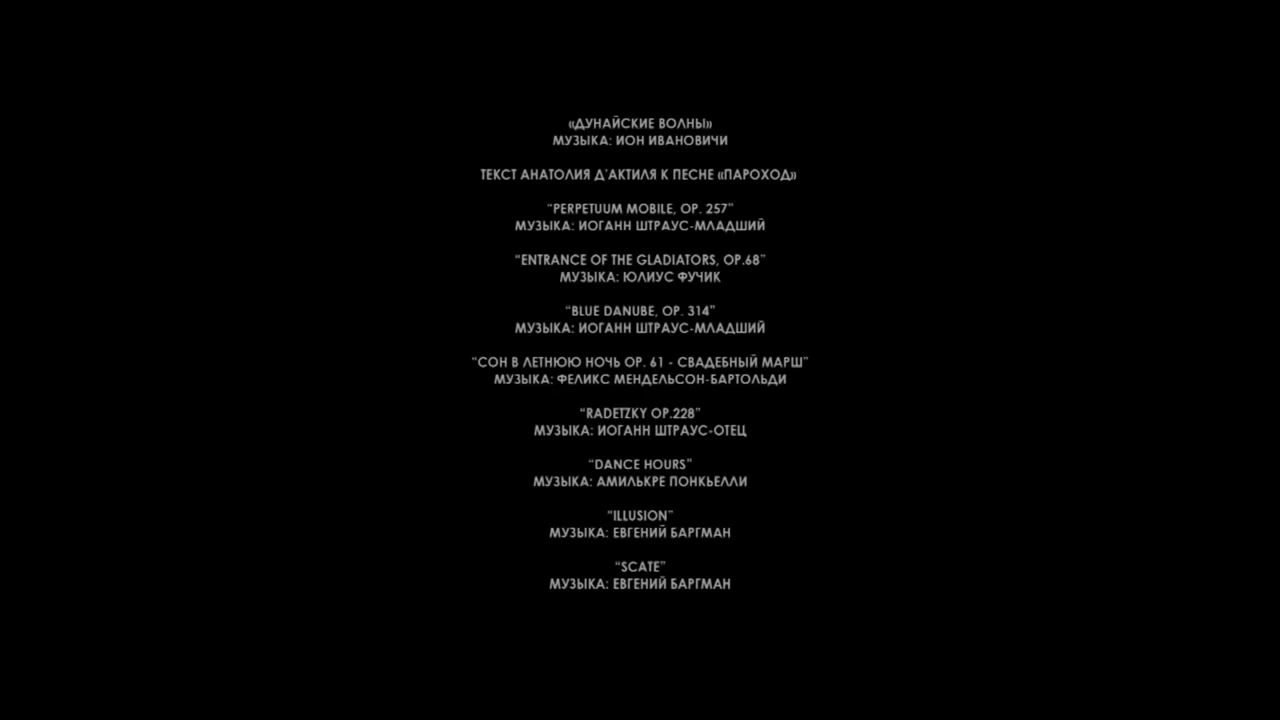 «ДУНАЙСКИЕ ВОЛНЫ»
МУЗЫКА: ИОН ИВАНОВИЧИ
ТЕКСТ АНАТОЛИЯ Д'АКТИЛЯ К ПЕСНЕ «ПАРОХОД»
“PERPETUUM MOBILE, OP. 257”
МУЗЫКА: ИОГАНН ШТРАУС-МЛАДШИЙ
“ENTRANCE OF THE GLADIATORS, OP.68”
МУЗЫКА: ЮЛИУС ФУЧИК
“BLUE DANUBE, OP. 314”
МУЗЫКА: ИОГАНН ШТРАУС-МЛАДШИЙ
“СОН В ЛЕТНЮЮ НОЧЬ OP. 61 - СВАДЕБНЫЙ МАРШ”
МУЗЫКА: ФЕЛИКС МЕНДЕЛЬСОН-БАРТОЛЬДИ
“RADETZKY OP.228”
МУЗЫКА: ИОГАНН ШТРАУС-ОТЕЦ
“DANCE HOURS”
МУЗЫКА: АМИЛЬКРЕ ПОНКЬЕЛЛИ
“ILLUSION”
МУЗЫКА: ЕВГЕНИЙ БАРГМАН
“SCATE”
МУЗЫКА: ЕВГЕНИЙ БАРГМАН